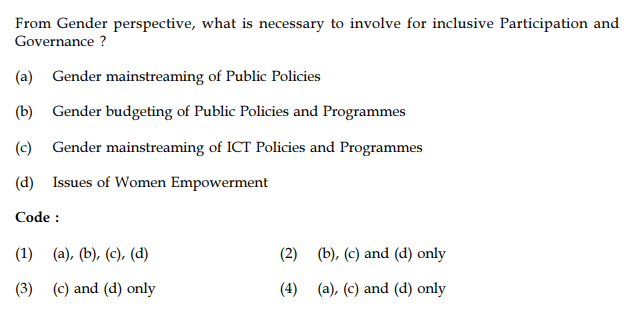 From Gender perspective, what is necessary to involve for inclusive Participation and
Governance ?
(a) Gender mainstreaming of Public Policies
(b) Gender budgeting of Public Policies and Programmes
(c) Gender mainstreaming of ICT Policies and Programmes
(d) Issues of Women Empowerment
Code :
(1) (a), (b), (c), (d) (2) (b), (c) and (d) only
(3) (c) and (d) only (4) (a), (c) and (d) only